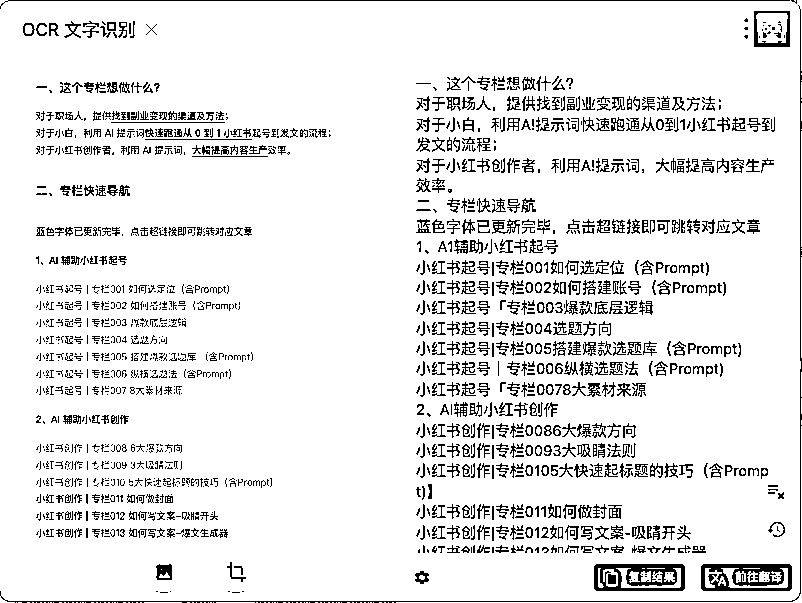 OCR 文字识别
一、这个专栏想做什么?
对于职场人，提供找到副业变现的渠道及方法；
对于小白，利用 AI 提示词快速跑通从 0 到 1 小红书起号到发文的流程；
对于小红书创作者，利用 AI 提示词，大幅提高内容生产效率。
二、专栏快速导航
蓝色字体已更新完毕，点击超链接即可跳转对应文章
1、AI 辅助小红书起号
小红书起号 | 专栏001 如何选定位（含Prompt）
小红书起号 | 专栏002 如何搭建账号（含Prompt）
小红书起号 | 专栏003 爆款底层逻辑
小红书起号 | 专栏004 选题方向
小红书起号 | 专栏005 搭建爆款选题库 （含Prompt）
小红书起号 | 专栏006 纵横选题法（含Prompt）
小红书起号 | 专栏007 8大素材来源
2、AI 辅助小红书创作
小红书创作 | 专栏008 6大爆款方向
小红书创作 | 专栏009 3大吸睛法则
小红书创作 | 专栏010 5大快速起标题的技巧（含Prompt）
小红书创作 | 专栏011 如何做封面
小红书创作 | 专栏012 如何写文案-吸睛开头
小红书创作 | 专栏013 如何写文案-爆文生成器
一、这个专栏想做什么?
对于职场人，提供找到副业变现的渠道及方法；
对于小白，利用A!提示词快速跑通从0到1小红书起号到
发文的流程；
对于小红书创作者，利用A!提示词，大幅提高内容生产
效率。
二、专栏快速导航
蓝色字体已更新完毕，点击超链接即可跳转对应文章
1、A1辅助小红书起号
小红书起号|专栏001如何选定位（含Prompt)
小红书起号|专栏002如何搭建账号（含Prompt)
小红书起号「专栏003爆款底层逻辑
小红书起号|专栏004选题方向
小红书起号|专栏005搭建爆款选题库（含Prompt)
小红书起号｜专栏006纵横选题法（含Prompt)
小红书起号「专栏0078大素材来源
2、AI辅助小红书创作
小红书创作|专栏0086大爆款方向
小红书创作|专栏0093大吸睛法则
小红书创作|专栏0105大快速起标题的技巧（含Promp
t)】
小红书创作|专栏011如何做封面
小红书创作|专栏012如何写文案-吸睛开头
小红书创作|专栏013如何写文案-爆文生成器
复制结果
前往翻译